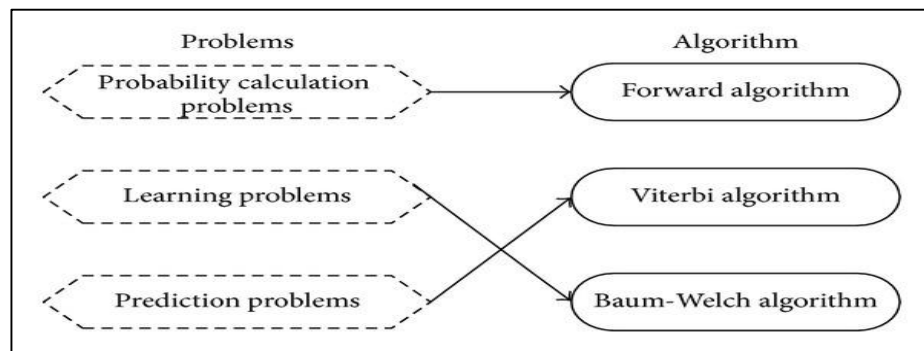 Problems
Algorithm
Probability calculation
problems
Forward algorithm
Learning problems
Viterbi algorithm
Prediction problems
Baum-Welch algorithm